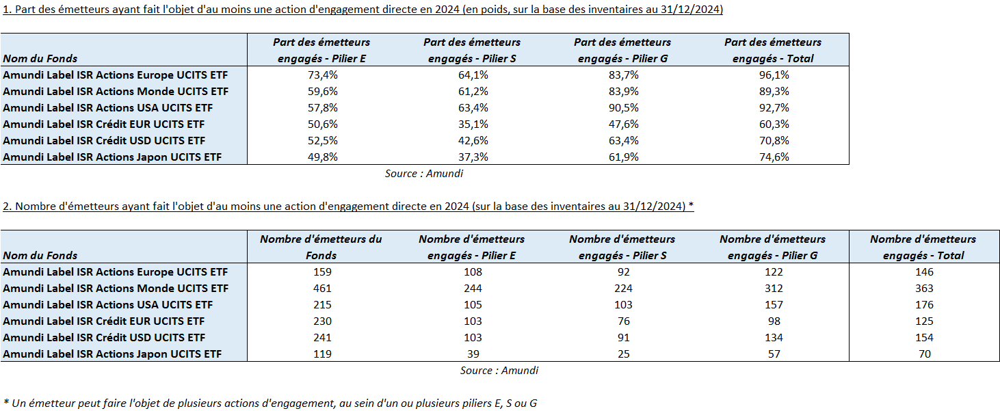 1. Part des émetteurs ayant fait l'objet d'au moins une action d'engagement directe en 2024 (en poids, sur la base des inventaires au 31/12/2024)
Nom du Fonds Part des émetteurs engagés - Pilier E Part des émetteurs engagés - Pilier S Part des émetteurs engagés - Pilier G Part des émetteurs engagés - Total
Amundi Label ISR Actions Europe UCITS ETF 73,4% 64,1% 83,7% 96,1%
Amundi Label ISR Actions Monde UCITS ETF 59,6% 61,2% 83,9% 89,3%
Amundi Label ISR Actions USA UCITS ETF 57,8% 63,4% 90,5% 92,7%
Amundi Label ISR Crédit EUR UCITS ETF 50,6% 35,1% 47,6% 60,3%
Amundi Label ISR Crédit USD UCITS ETF 52,5% 42,6% 63,4% 70,8%
Amundi Label ISR Actions Japon UCITS ETF 49,8% 37,3% 61,9% 74,6%
Source : Amundi
2. Nombre d'émetteurs ayant fait l'objet d'au moins une action d'engagement directe en 2024 (sur la base des inventaires au 31/12/2024) *
Nom du Fonds Nombre d'émetteurs du Fonds Nombre d'émetteurs engagés - Pilier E Nombre d'émetteurs engagés - Pilier S Nombre d'émetteurs engagés - Pilier G Nombre d'émetteurs engagés - Total
Amundi Label ISR Actions Europe UCITS ETF 159 108 92 122 146
Amundi Label ISR Actions Monde UCITS ETF 461 244 224 312 363
Amundi Label ISR Actions USA UCITS ETF 215 105 103 157 176
Amundi Label ISR Crédit EUR UCITS ETF 230 103 76 98 125
Amundi Label ISR Crédit USD UCITS ETF 241 103 91 134 154
Amundi Label ISR Actions Japon UCITS ETF 119 39 25 57 70
Source : Amundi
* Un émetteur peut faire l'objet de plusieurs actions d'engagement, au sein d'un ou plusieurs piliers E, S ou G